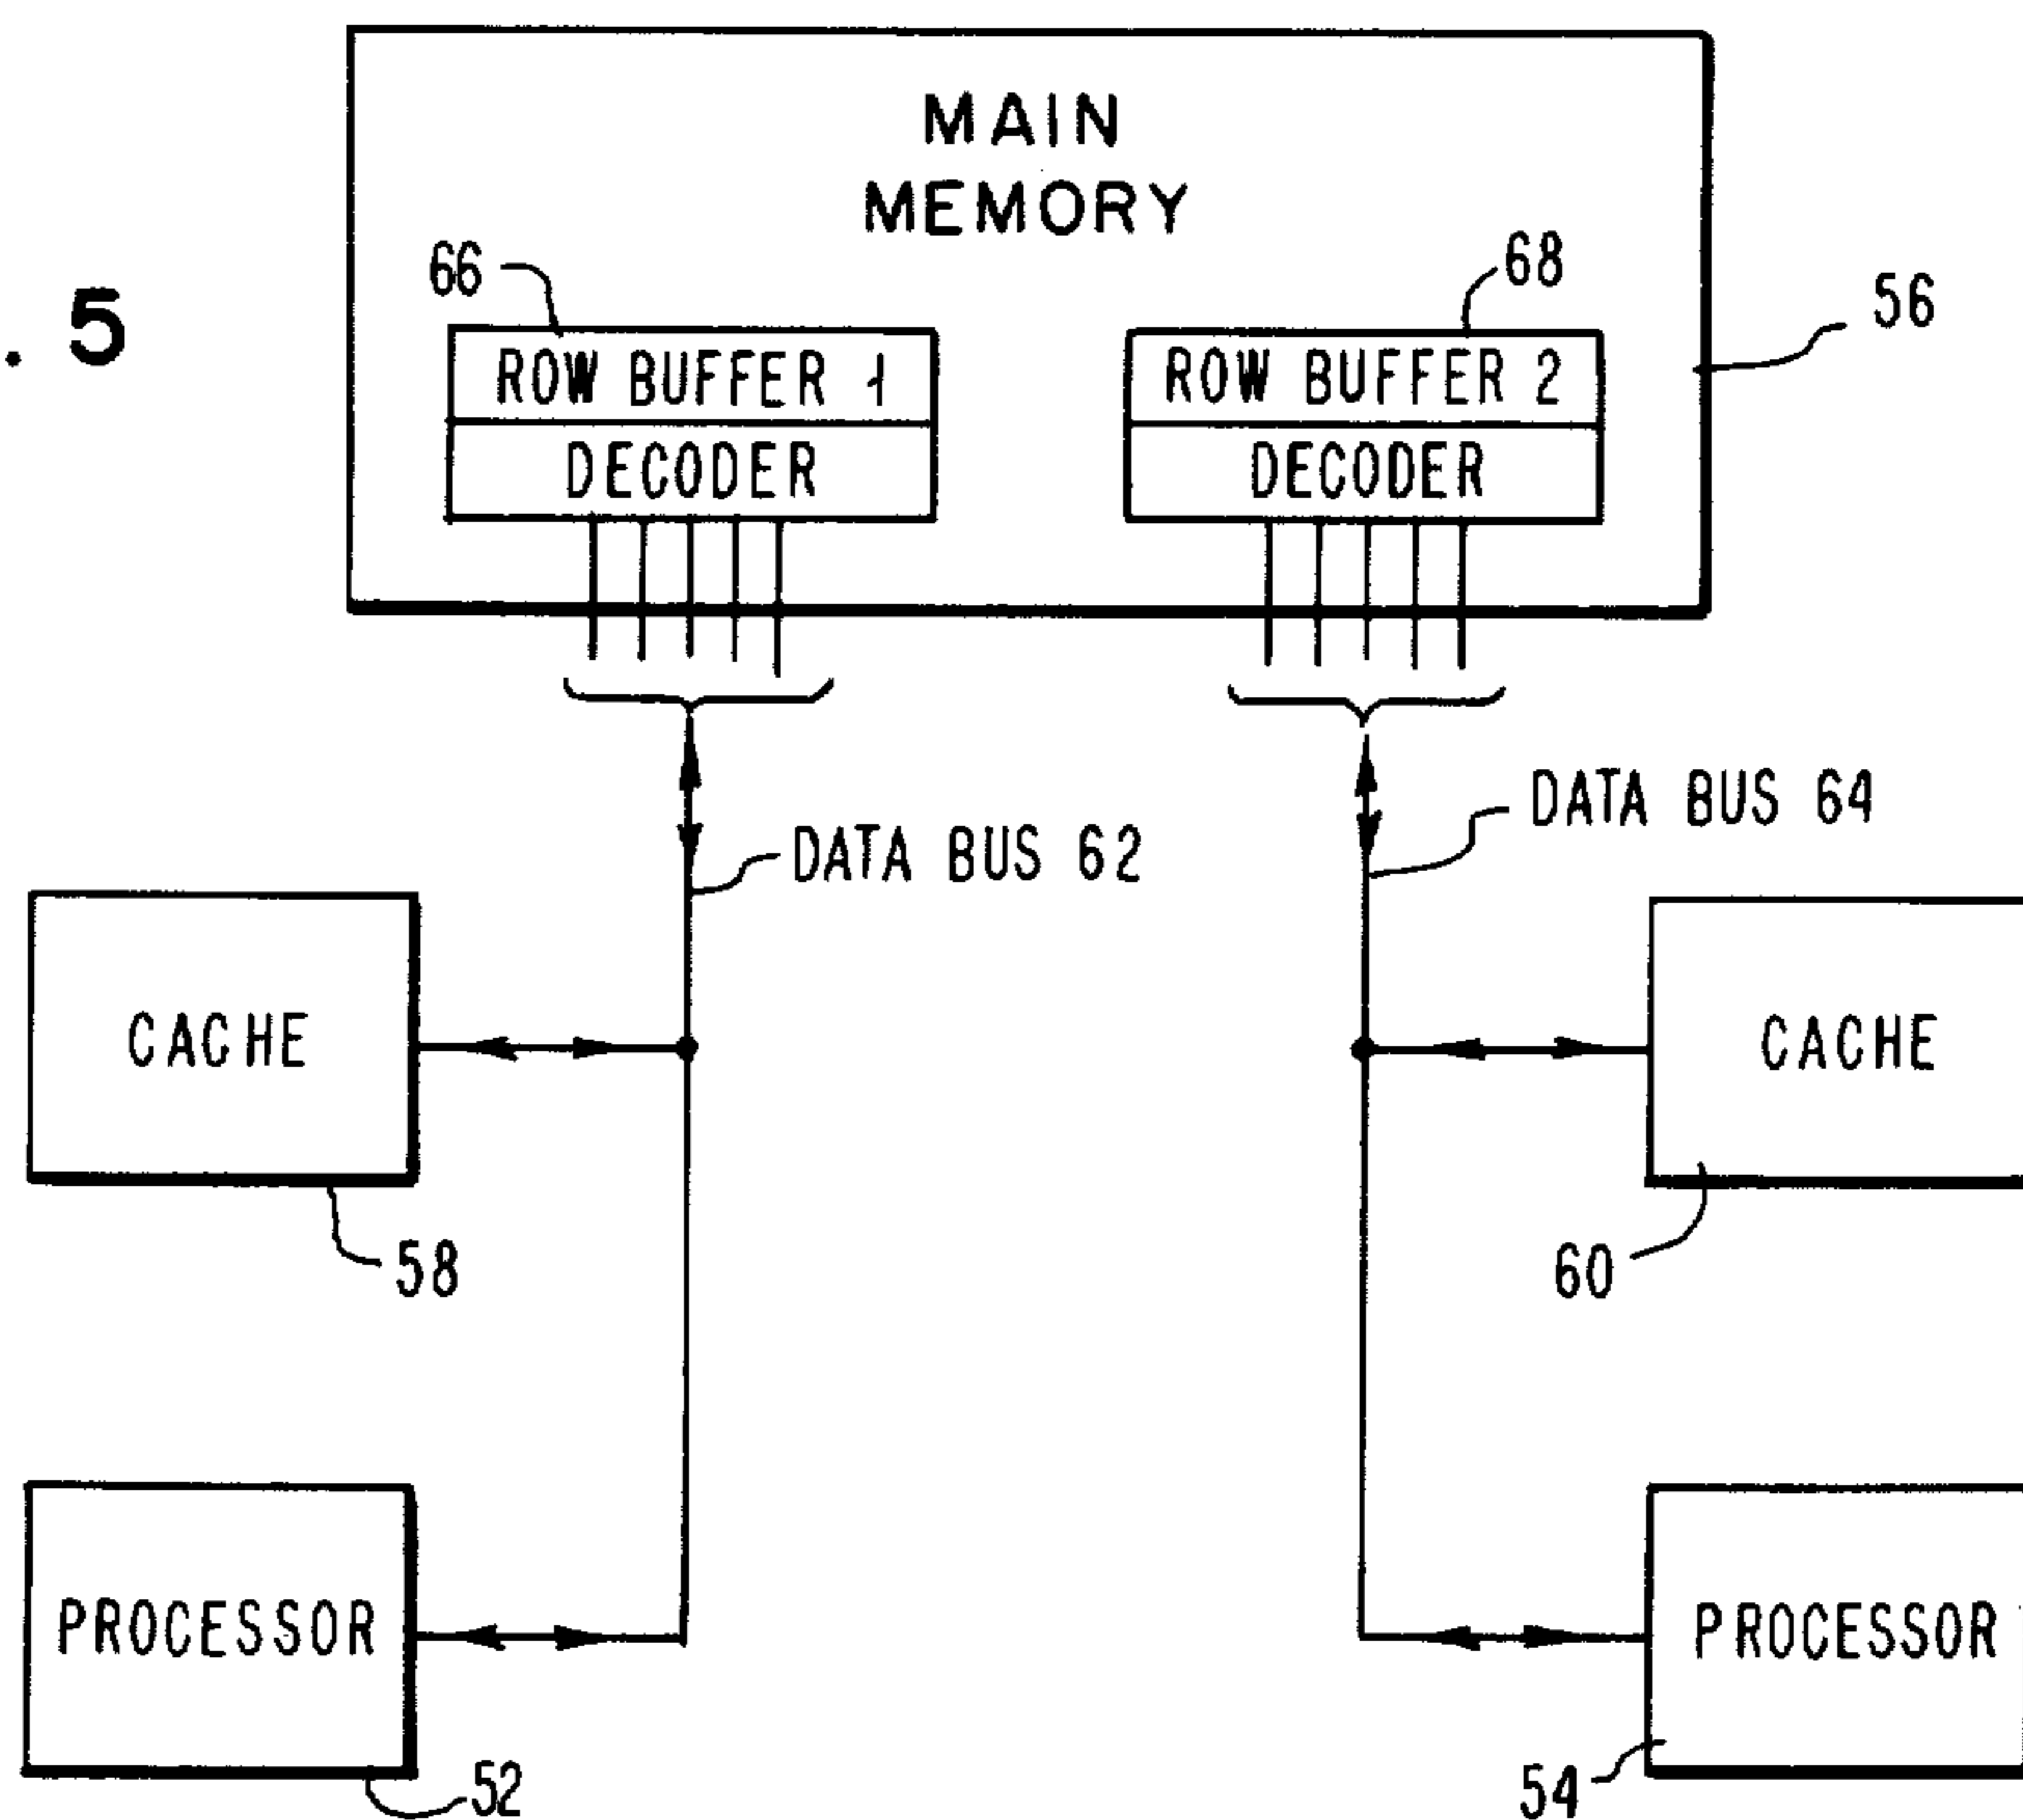 MAIN
MEMORY
66
68
56
. 5
ROW BUFFER 1
ROW BUFFER 2
DECODER
DECODER
DATA BUS 62
DATA BUS 64
CACHE
CACHE
58
60
PROCESSOR
PROCESSOR
52
54